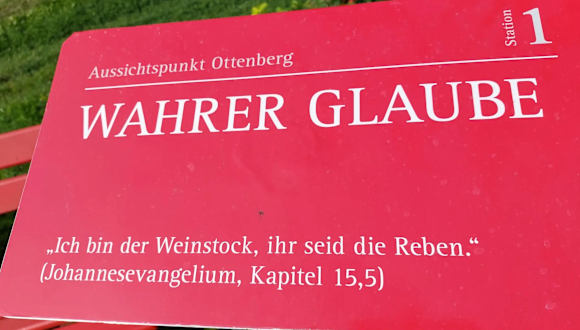 Station 1
Aussichtspunkt Ottenberg
WAHRER GLAUBE
„Ich bin der Weinstock, ihr seid die Reben.“
(Johannesevangelium, Kapitel 15,5)